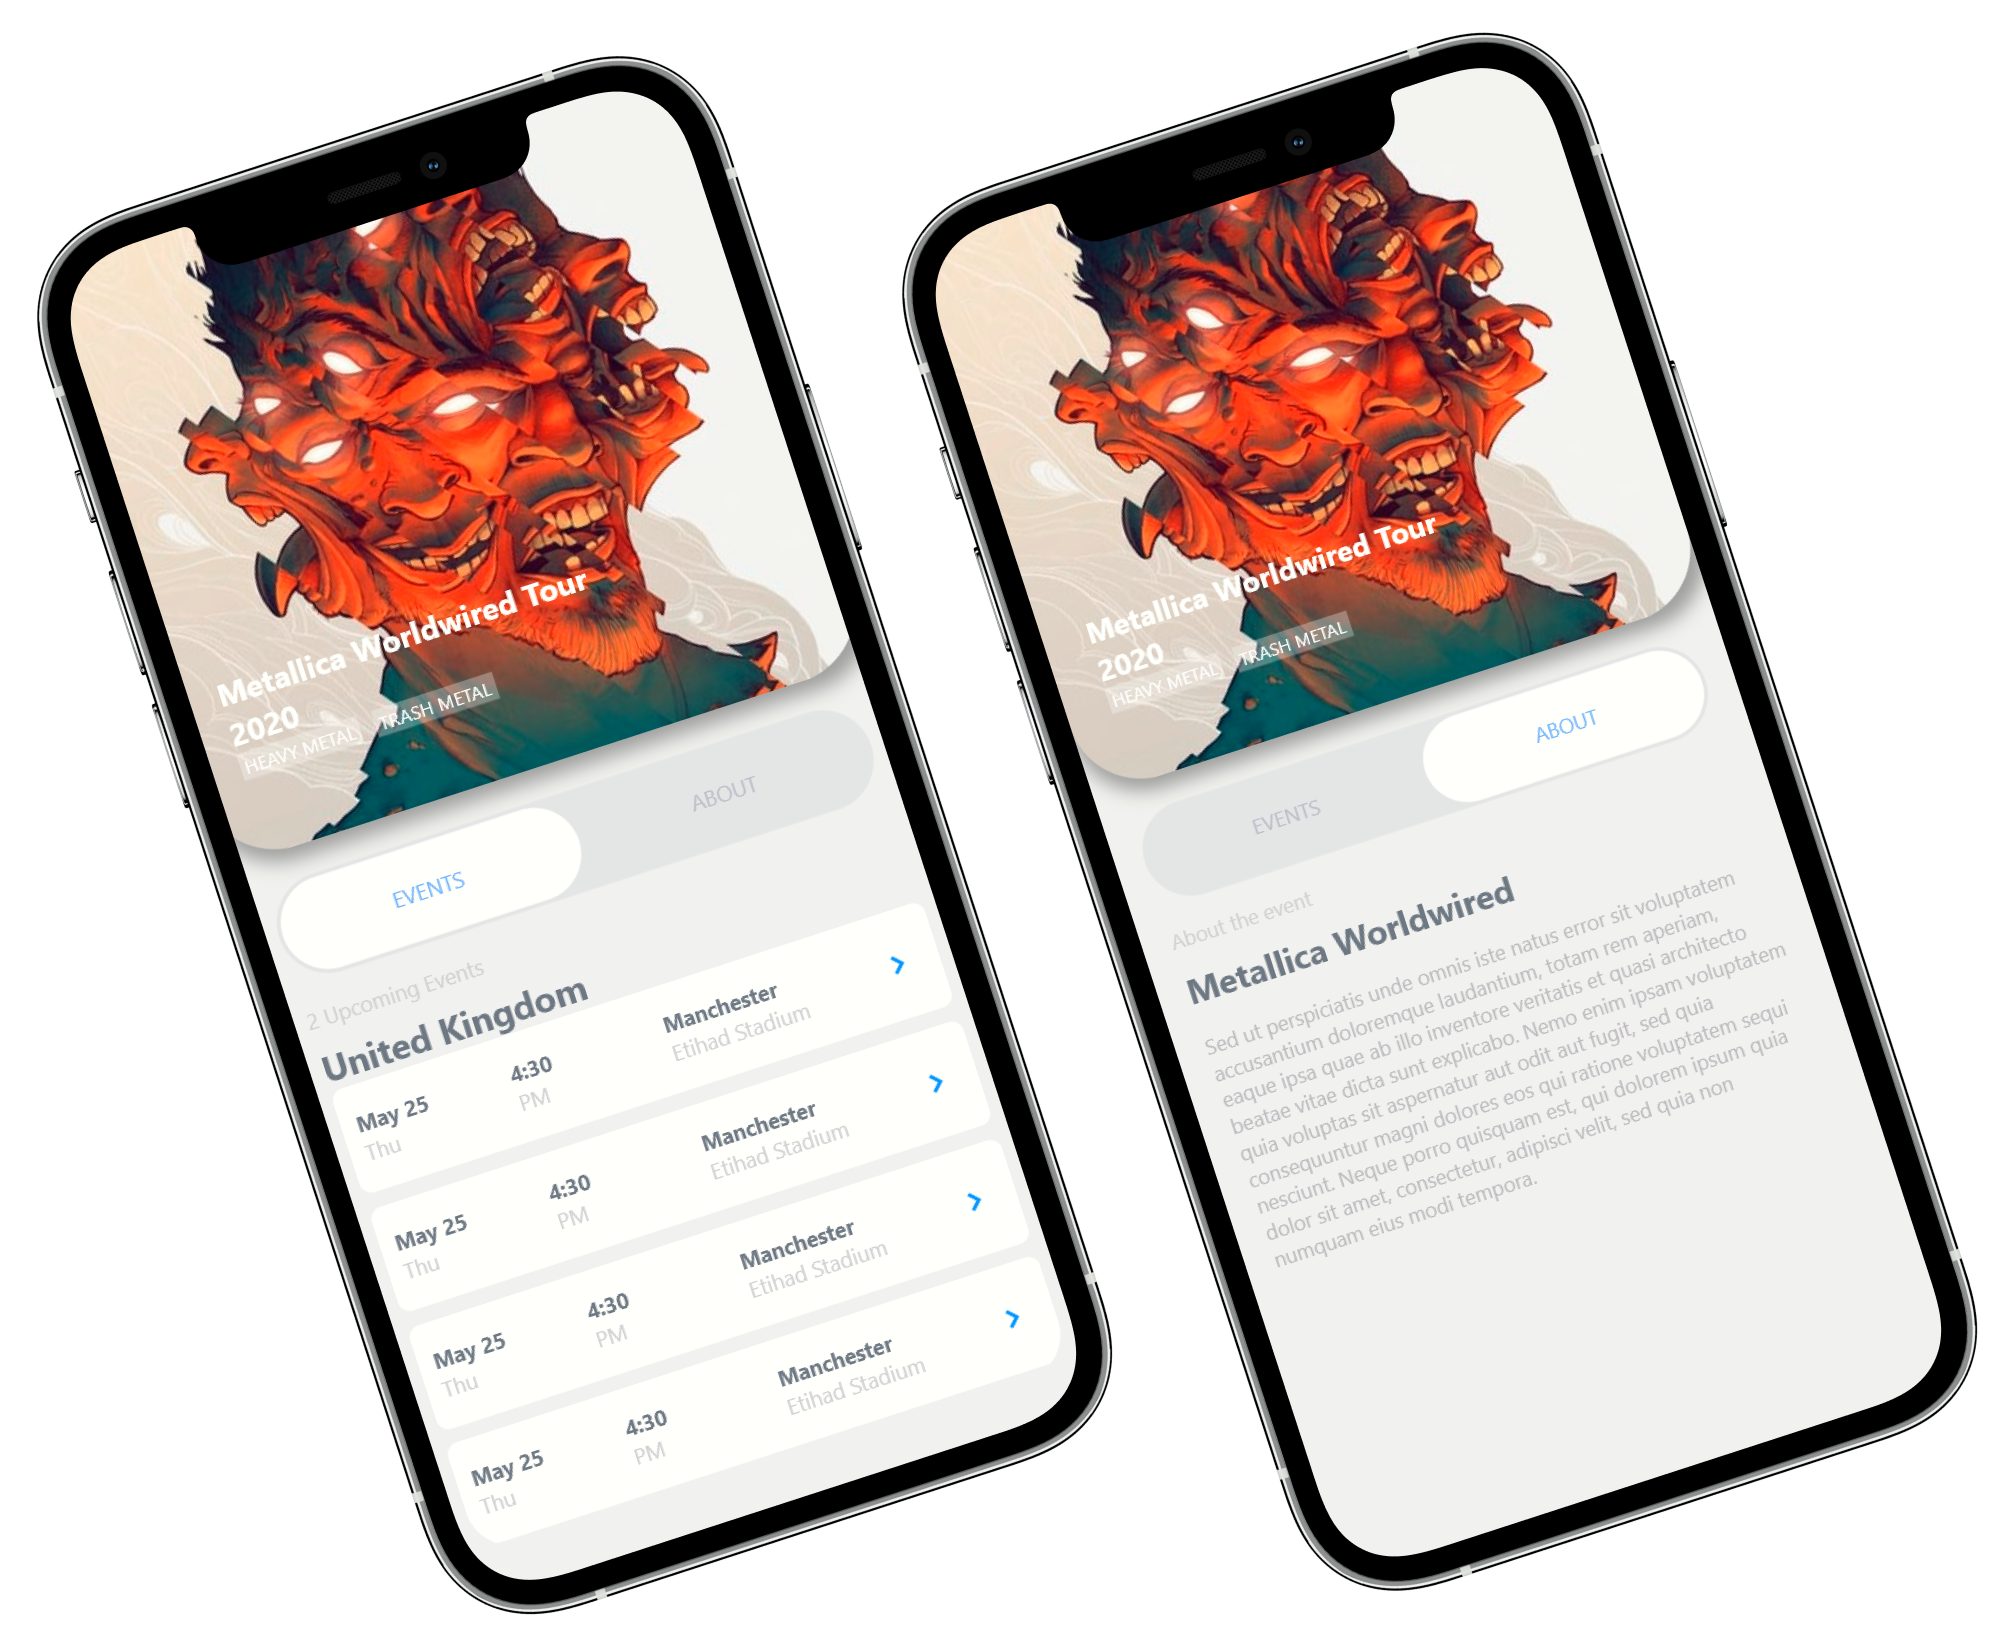 Metallica Worldwired Tour
2020
HEAVY METAL TRASH METAL
EVENTS ABOUT
2 Upcoming Events
United Kingdom
May 25 4:30 Manchester
Thu PM Etihad Stadium
May 25 4:30 Manchester
Thu PM Etihad Stadium
May 25 4:30 Manchester
Thu PM Etihad Stadium
May 25 4:30 Manchester
Thu PM Etihad Stadium
Metallica Worldwired Tour
2020
HEAVY METAL TRASH METAL
EVENTS ABOUT
About the event
Metallica Worldwired
Sed ut perspiciatis unde omnis iste natus error sit voluptatem
accusantium doloremque laudantium, totam rem aperiam,
eaque ipsa quae ab illo inventore veritatis et quasi architecto
beatae vitae dicta sunt explicabo. Nemo enim ipsam voluptatem
quia voluptas sit aspernatur aut odit aut fugit, sed quia
consequuntur magni dolores eos qui ratione voluptatem sequi
nesciunt. Neque porro quisquam est, qui dolorem ipsum quia
dolor sit amet, consectetur, adipisci velit, sed quia non
numquam eius modi tempora.